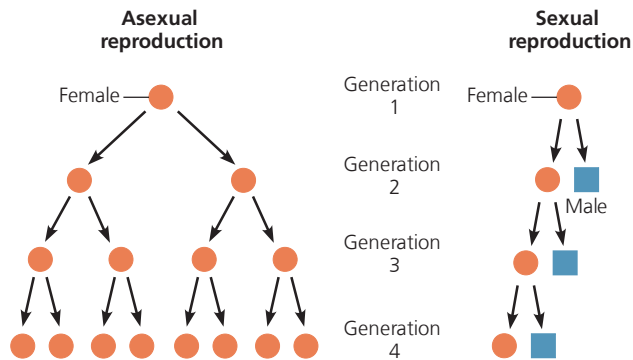 Asexual
reproduction
Sexual
reproduction
Female
Generation
1
Female
Generation
2
Male
Generation
3
Generation
4